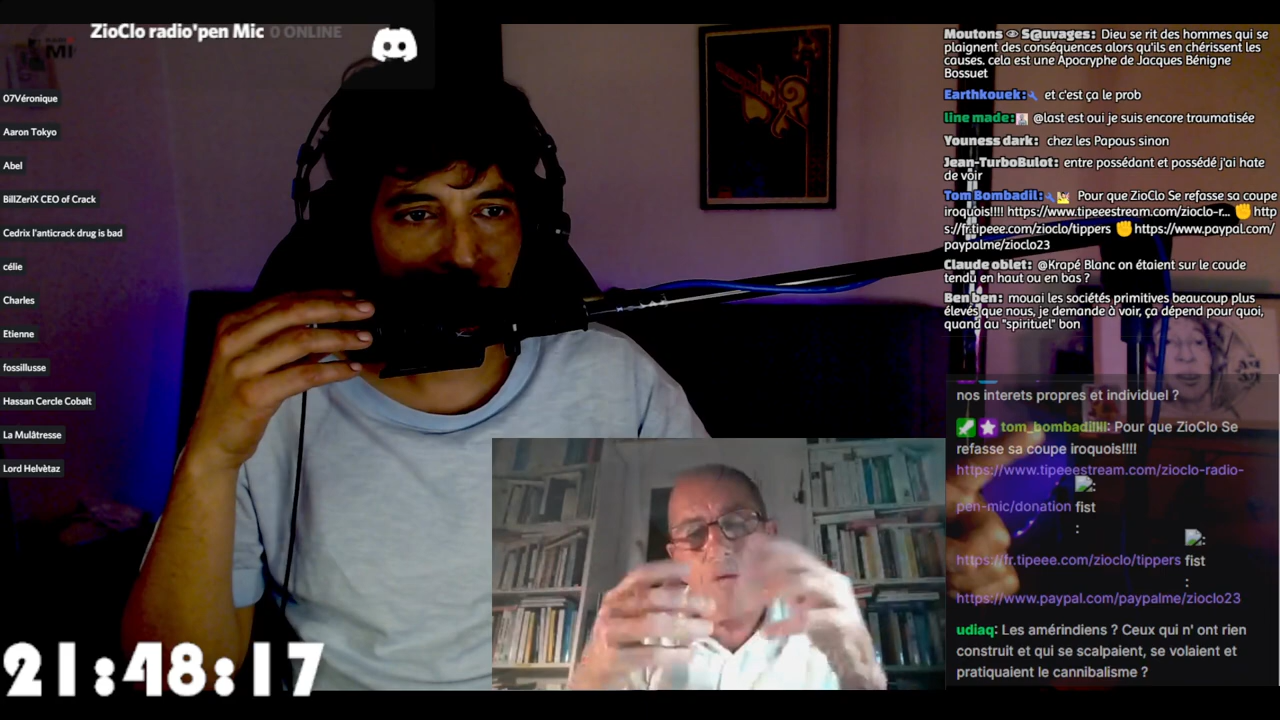 ZioClo radio'pen Mic 0 ONLINE
07Véronique
Aaron Tokyo
Abel
BillZeriX CEO of Crack
Cedrix l'anticrack drug is bad
célie
Charles
Etienne
fossillusse
Hassan Cercle Cobalt
La Mulâtresse
Lord Helvètaz
21:48:17
Moutons 👁 S@uvages: Dieu se rit des hommes qui se
plaignent des conséquences alors qu'ils en chérissent les
causes. cela est une Apocryphe de Jacques Bénigne
Bossuet
Earthkouek: et c'est ça le prob
line made: @last est oui je suis encore traumatisée
Youness dark: chez les Papous sinon
Jean-TurboBulot: entre possédant et possédé j'ai hate
de voir
Tom Bombadil: Pour que ZioClo Se refasse sa coupe
iroquois!!!! https://www.tipeeestream.com/zioclo-r... ✊ http
s://fr.tipeee.com/zioclo/tippers ✊ https://www.paypal.com/
paypalme/zioclo23
Claude oblet: @Krapé Blanc on étaient sur le coude
tendu en haut ou en bas ?
Ben ben: mouai les sociétés primitives beaucoup plus
élevés que nous, je demande à voir, ça dépend pour quoi,
quand au "spirituel" bon
nos interets propres et individuel ?
tom_bombadi!!ll: Pour que ZioClo Se
refasse sa coupe iroquois!!!!
https://www.tipeeestream.com/zioclo-radio-
pen-mic/donation :fist:
https://fr.tipeee.com/zioclo/tippers :fist:
https://www.paypal.com/paypalme/zioclo23
udiaq: Les amérindiens ? Ceux qui n' ont rien
construit et qui se scalpaient, se volaient et
pratiquaient le cannibalisme ?